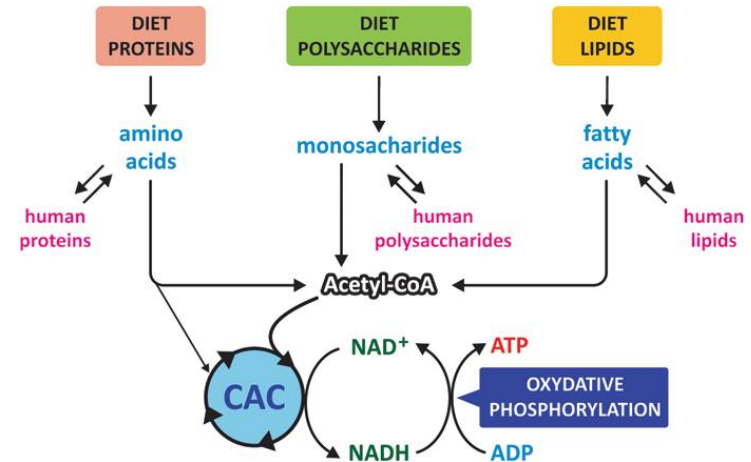 DIET
PROTEINS
DIET
POLYSACCHARIDES
DIET
LIPIDS
amino
acids
monosacharides
fatty
acids
human
proteins
human
polysaccharides
human
lipids
Acetyl-CoA
CAC
NAD+
ATP
OXYDATIVE
PHOSPHORYLATION
NADH
ADP